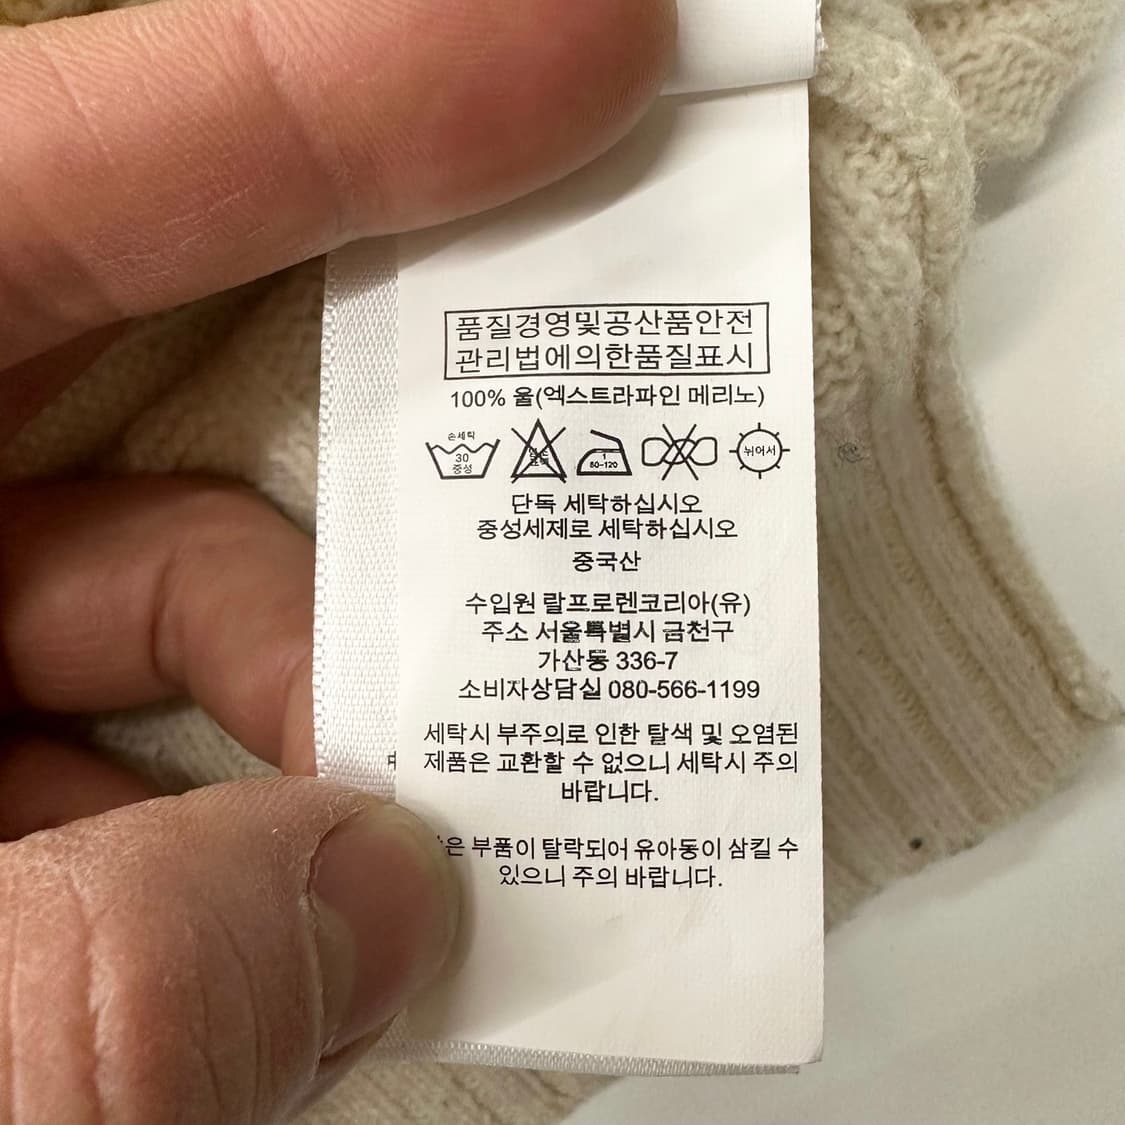 품질경영및공산품안전
관리법에의한품질표시
100% 울(엑스트라파인 메리노)
손세탁 30 중성
1 80-120
뉘어서
단독 세탁하십시오
중성세제로 세탁하십시오
중국산
수입원 랄프로렌코리아(유)
주소 서울특별시 금천구
가산동 336-7
소비자상담실 080-566-1199
세탁시 부주의로 인한 탈색 및 오염된
제품은 교환할 수 없으니 세탁시 주의
바랍니다.
부품이 탈락되어 유아동이 삼킬 수
있으니 주의 바랍니다.